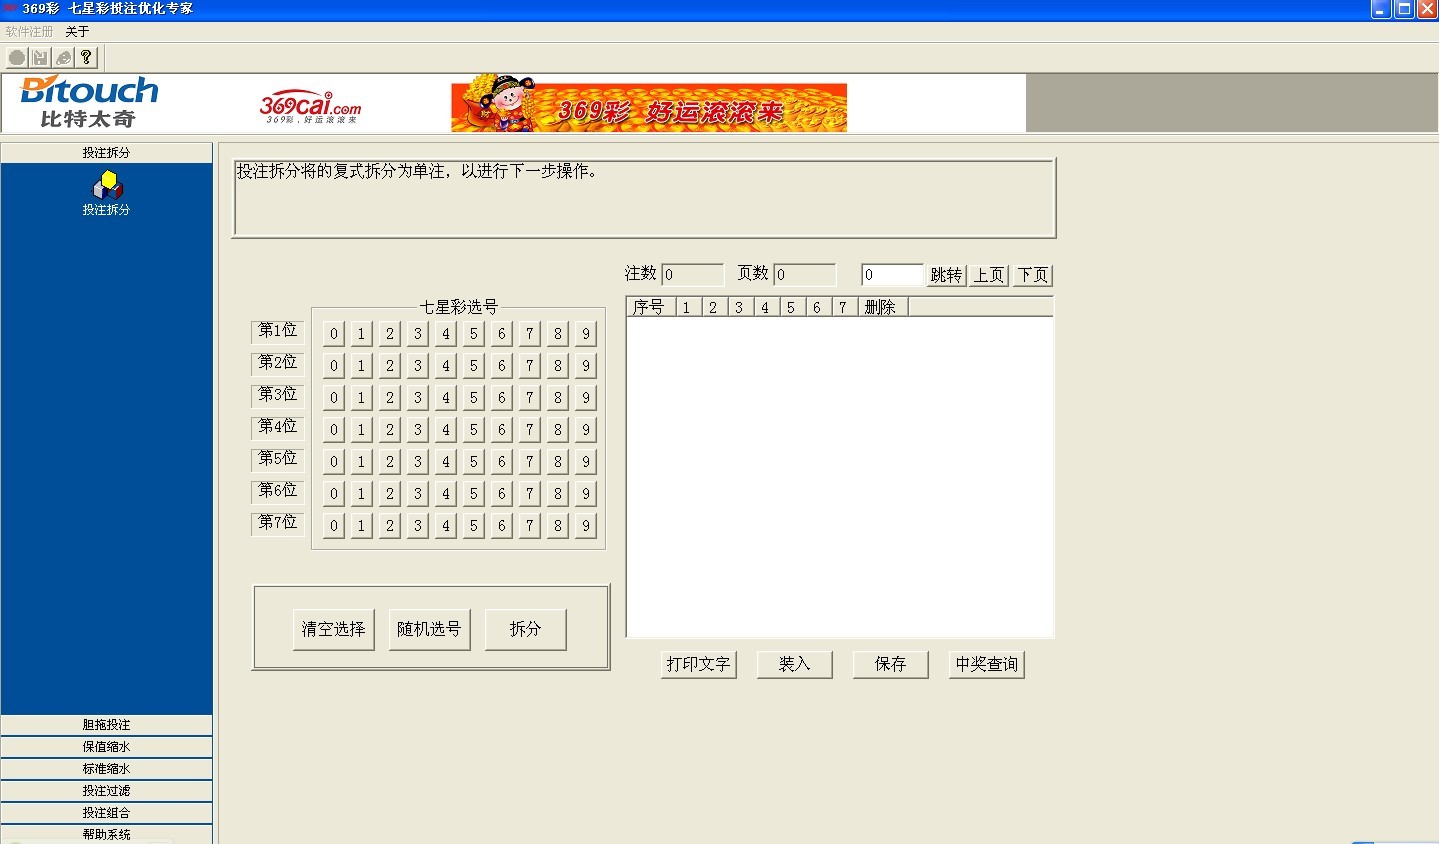 369彩 七星彩投注优化专家
软件注册 关于
?
Bitouch
比特太奇
369cai.com
369彩，好运滚滚来
369彩 好运滚滚来
投注拆分
投注拆分
投注拆分将的复式拆分为单注，以进行下一步操作。
注数 0 页数 0 0 跳转 上页 下页
七星彩选号
第1位 0 1 2 3 4 5 6 7 8 9
第2位 0 1 2 3 4 5 6 7 8 9
第3位 0 1 2 3 4 5 6 7 8 9
第4位 0 1 2 3 4 5 6 7 8 9
第5位 0 1 2 3 4 5 6 7 8 9
第6位 0 1 2 3 4 5 6 7 8 9
第7位 0 1 2 3 4 5 6 7 8 9
清空选择 随机选号 拆分
序号 1 2 3 4 5 6 7 删除
打印文字 装入 保存 中奖查询
胆拖投注
保值缩水
标准缩水
投注过滤
投注组合
帮助系统